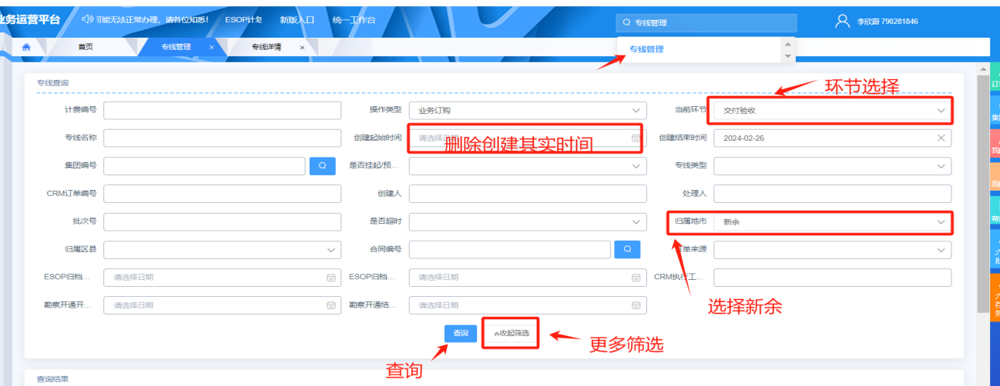 业务运营平台 可能无法正常办理，请各位知悉! ESOP计划 新版入口 统一工作台 专线管理 李欣蔚 790281846
首页 专线管理 × 专线详情 × 专线管理
专线查询
环节选择
计费编号 操作类型 业务订购 当前环节 交付验收
专线名称 创建起始时间 请选择日期 删除创建其实时间 创建结束时间 2024-02-26
集团编号 是否挂起/预... 专线类型
CRM订单编号 创建人 处理人
批次号 是否超时 归属地市 新余
归属区县 合同编号 订单来源
ESOP归档... 请选择日期 ESOP归档... 请选择日期 CRM执行工...
勘察开通开... 请选择日期 勘察开通结... 请选择日期
选择新余
查询 收起筛选
更多筛选
查询
查询结果